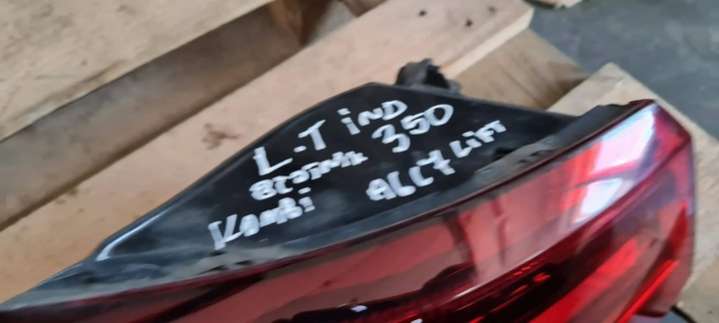 L-T iND
350
Kombi A6C7 LiFT